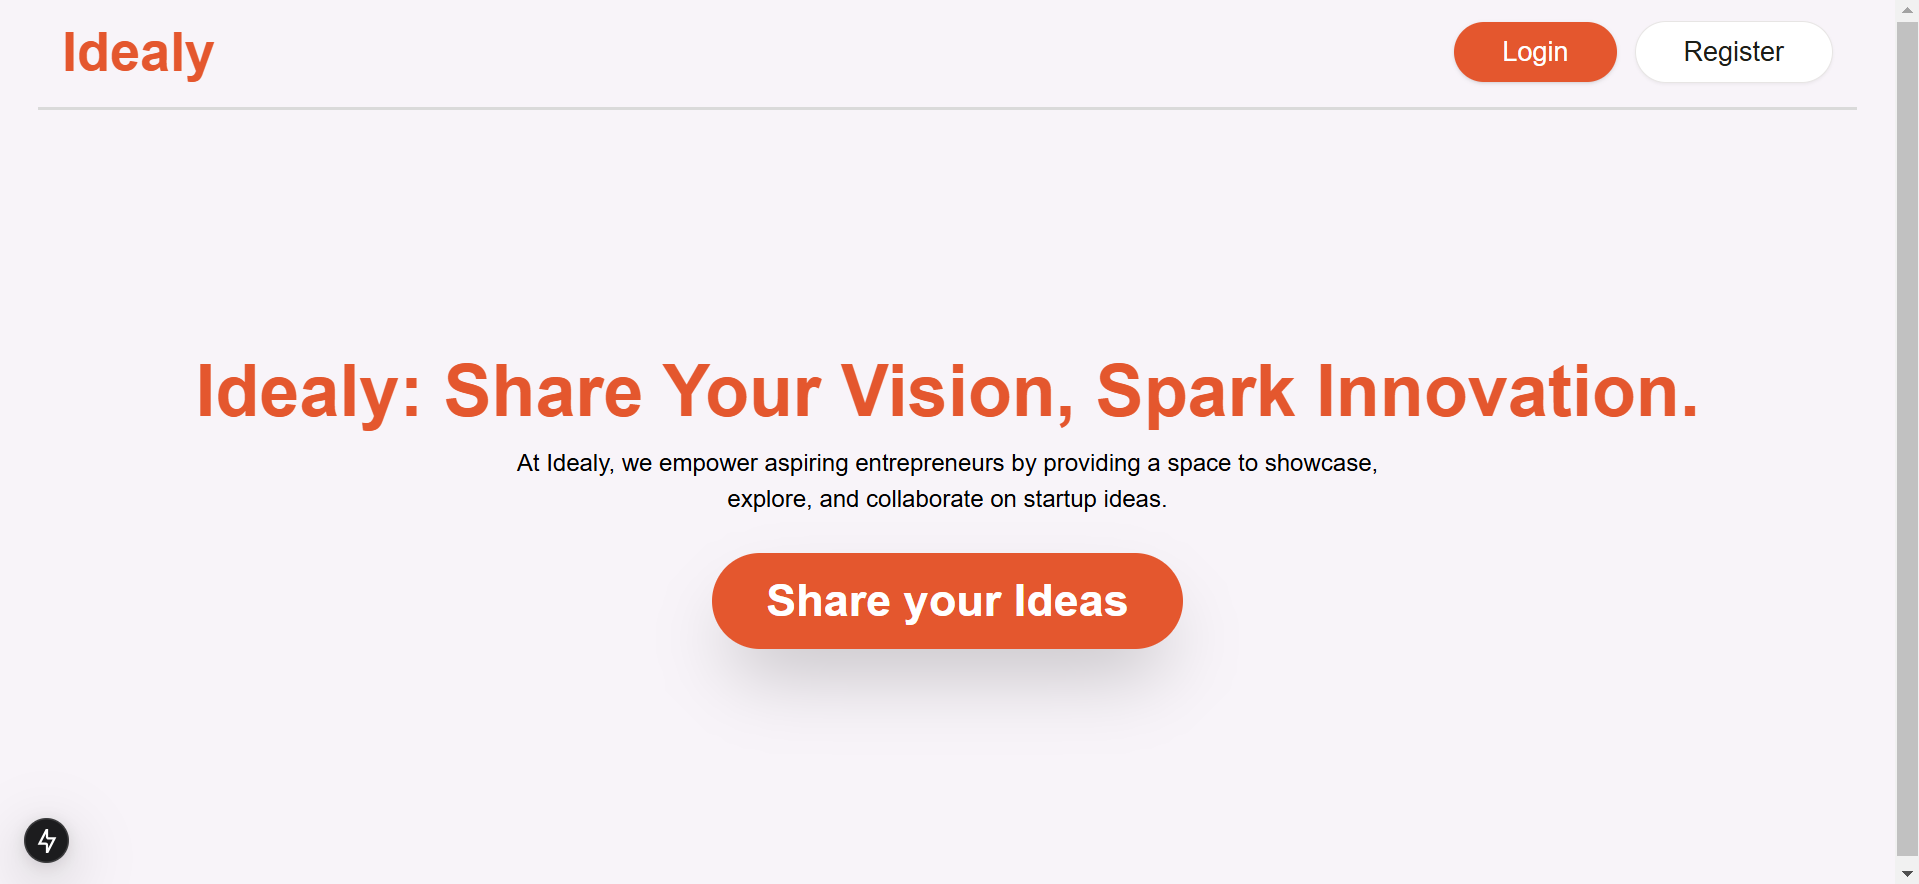 Idealy
Login
Register
Idealy: Share Your Vision, Spark Innovation.
At Idealy, we empower aspiring entrepreneurs by providing a space to showcase,
explore, and collaborate on startup ideas.
Share your Ideas